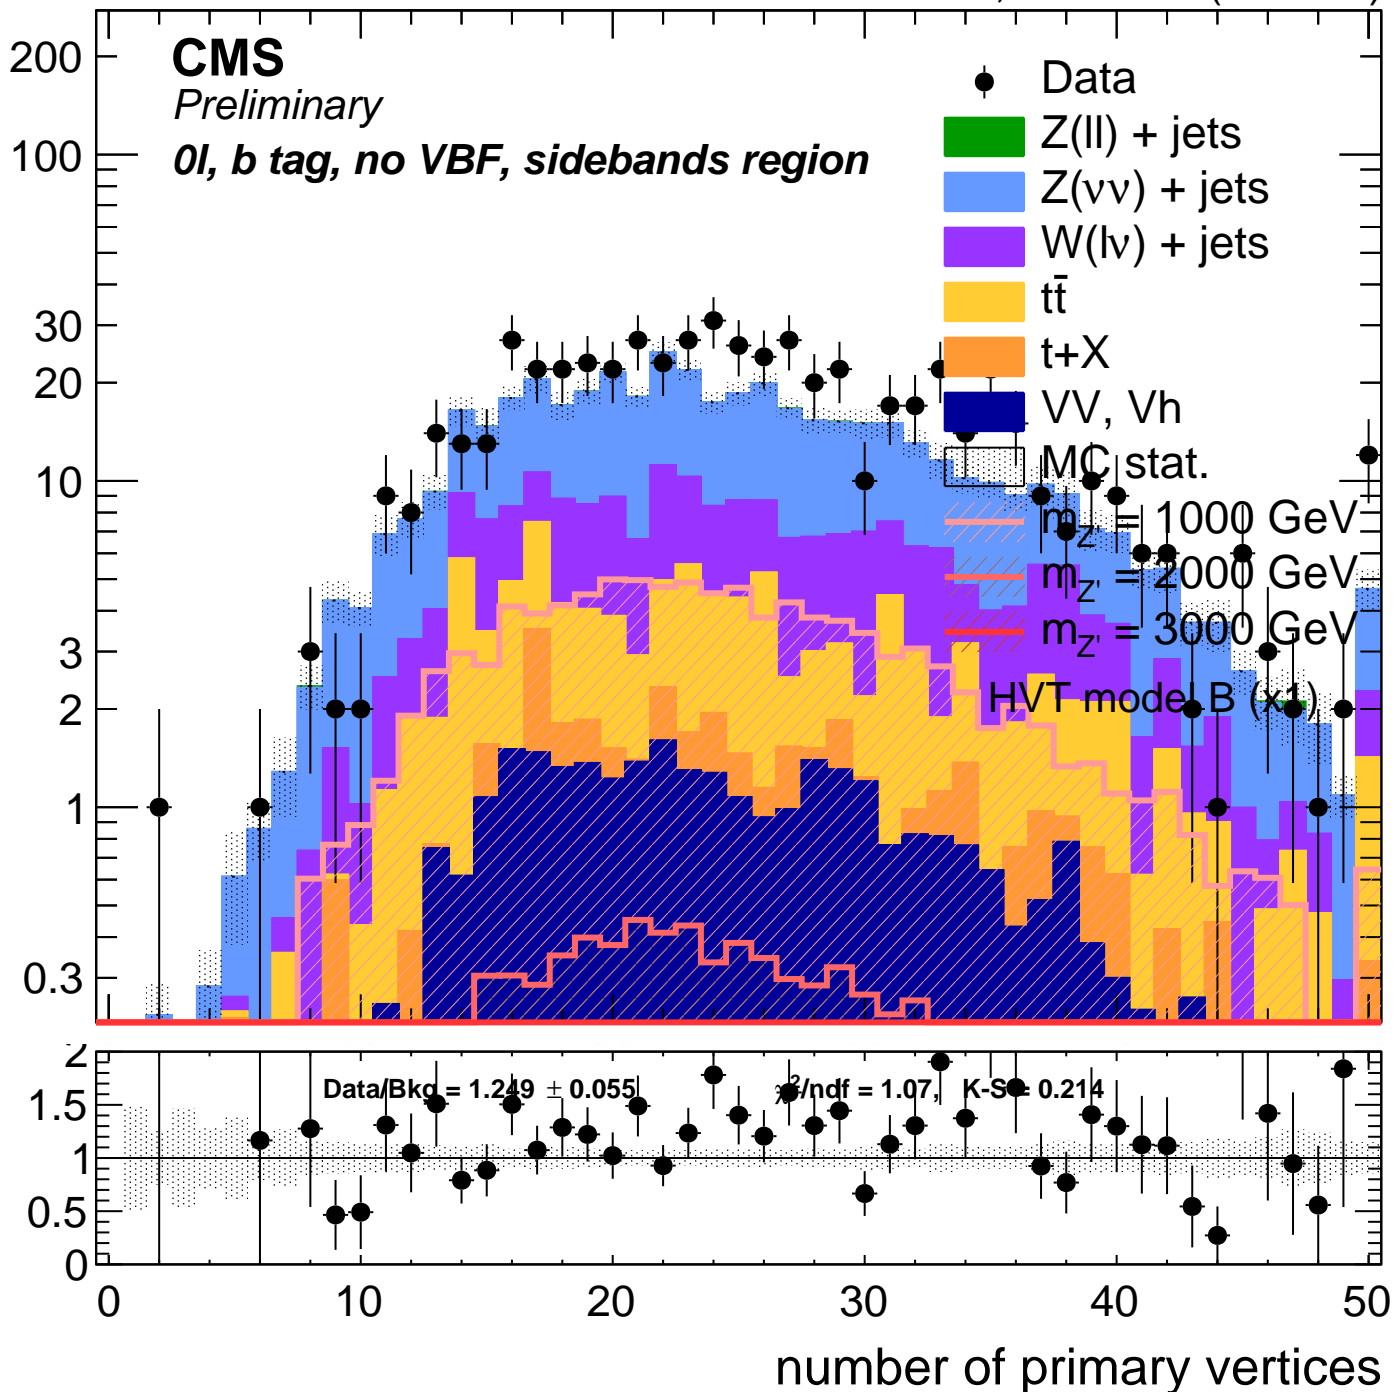 CMS
Preliminary
0l, b tag, no VBF, sidebands region
Data
Z(ll) + jets
Z(νν) + jets
W(lν) + jets
tt̄
t+X
VV, Vh
MC stat.
m_Z' = 1000 GeV
m_Z' = 2000 GeV
m_Z' = 3000 GeV
HVT model B (x1)
200
100
30
20
10
3
2
1
0.3
Data/Bkg = 1.249 ± 0.055 χ²/ndf = 1.07, K-S = 0.214
2
1.5
1
0.5
0
0 10 20 30 40 50
number of primary vertices